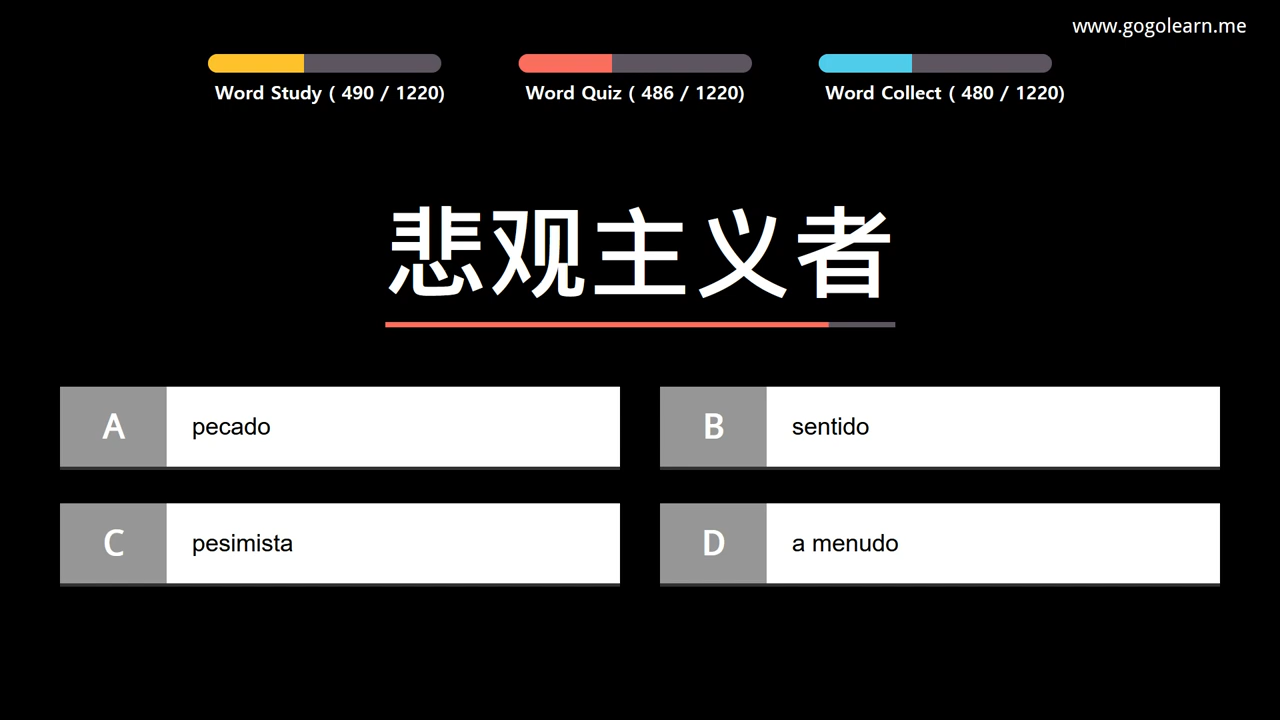 www.gogolearn.me
Word Study ( 490 / 1220)
Word Quiz ( 486 / 1220)
Word Collect ( 480 / 1220)
悲观主义者
A pecado
B sentido
C pesimista
D a menudo